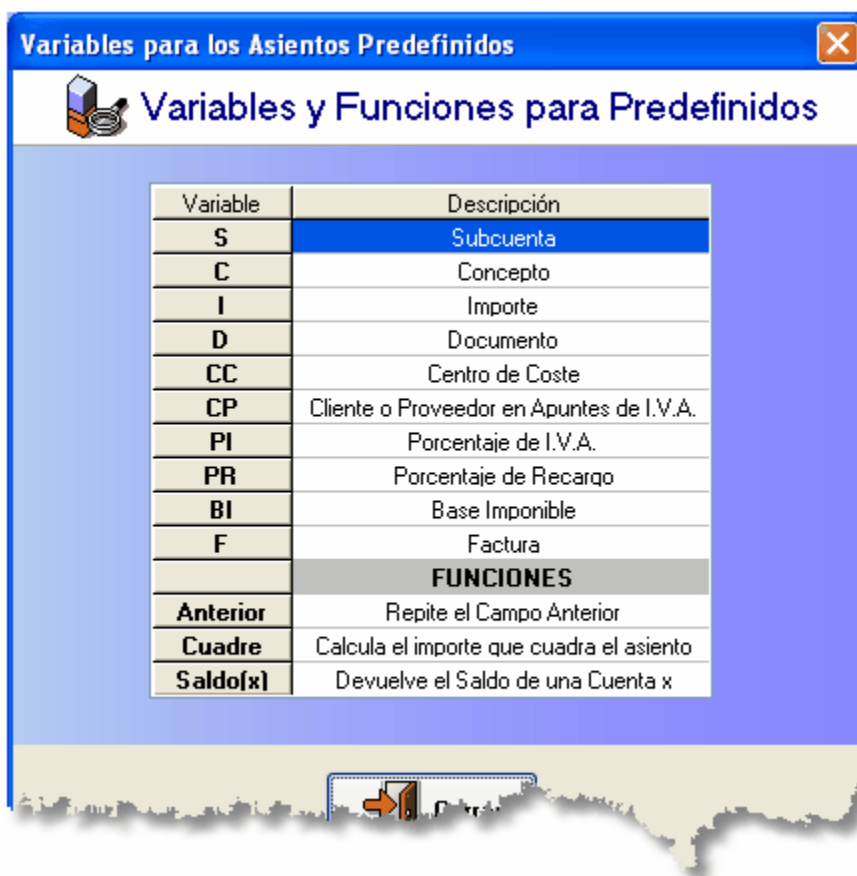 Variables para los Asientos Predefinidos
Variables y Funciones para Predefinidos
Variable Descripción
S Subcuenta
C Concepto
I Importe
D Documento
CC Centro de Coste
CP Cliente o Proveedor en Apuntes de I.V.A.
PI Porcentaje de I.V.A.
PR Porcentaje de Recargo
BI Base Imponible
F Factura
FUNCIONES
Anterior Repite el Campo Anterior
Cuadre Calcula el importe que cuadra el asiento
Saldo(x) Devuelve el Saldo de una Cuenta x